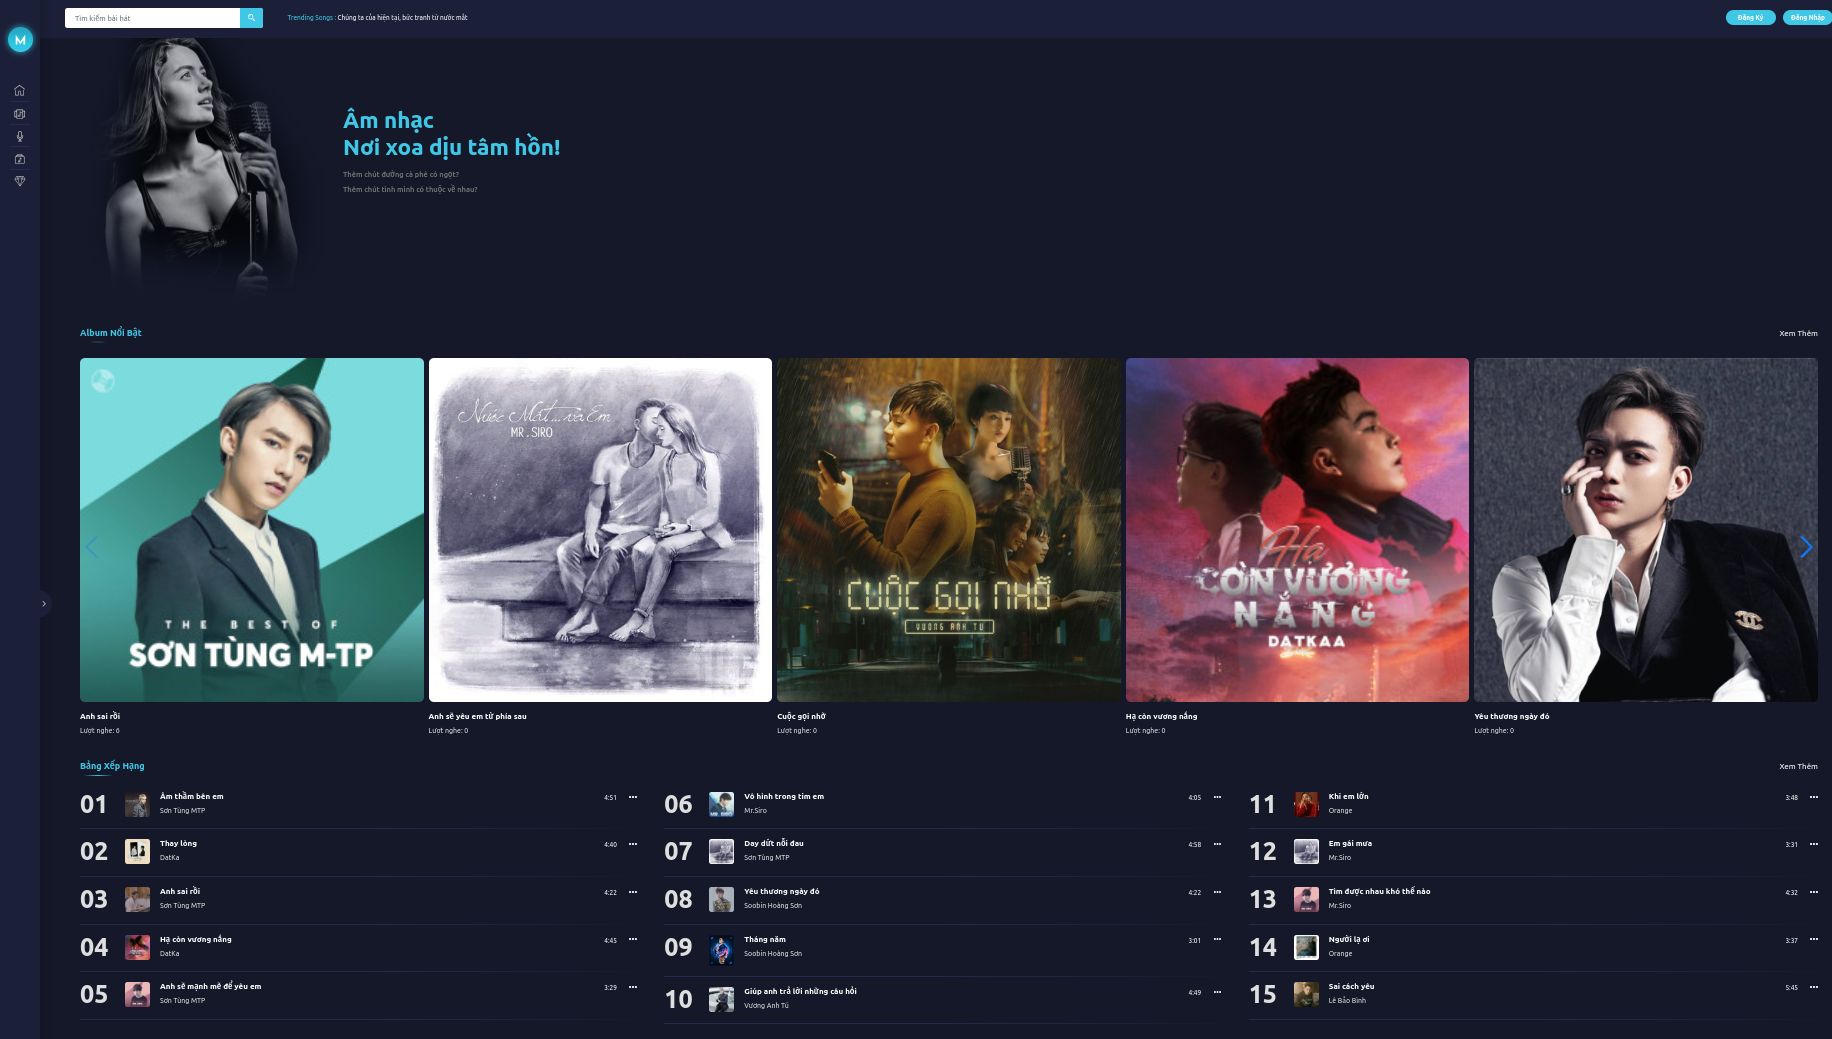 Tìm kiếm bài hát
Trending Songs : Chúng ta của hiện tại, bức tranh từ nước mắt
Đăng Ký
Đăng Nhập
M
Âm nhạc
Nơi xoa dịu tâm hồn!
Thêm chút đường cà phê có ngọt?
Thêm chút tình mình có thuộc về nhau?
Album Nổi Bật
Xem Thêm
THE BEST OF
SƠN TÙNG M-TP
Nước Mắt...và Em
MR.SIRO
CUỘC GỌI NHỠ
VƯƠNG ANH TÚ
Hạ
CÒN VƯƠNG
NẮNG
DATKAA
Anh sai rồi
Lượt nghe: 6
Anh sẽ yêu em từ phía sau
Lượt nghe: 0
Cuộc gọi nhỡ
Lượt nghe: 0
Hạ còn vương nắng
Lượt nghe: 0
Yêu thương ngày đó
Lượt nghe: 0
Bảng Xếp Hạng
Xem Thêm
01
Âm thầm bên em
Sơn Tùng MTP
4:51
02
Thay lòng
DatKa
4:40
03
Anh sai rồi
Sơn Tùng MTP
4:22
04
Hạ còn vương nắng
DatKa
4:45
05
Anh sẽ mạnh mẽ để yêu em
Sơn Tùng MTP
3:29
06
Vô hình trong tim em
Mr.Siro
4:05
07
Day dứt nỗi đau
Sơn Tùng MTP
4:58
08
Yêu thương ngày đó
Soobin Hoàng Sơn
4:22
09
Tháng năm
Soobin Hoàng Sơn
3:01
10
Giúp anh trả lời những câu hỏi
Vương Anh Tú
4:49
11
Khi em lớn
Orange
3:48
12
Em gái mưa
Mr.Siro
3:31
13
Tìm được nhau khó thế nào
Mr.Siro
4:32
14
Người lạ ơi
Orange
3:37
15
Sai cách yêu
Lê Bảo Bình
5:45